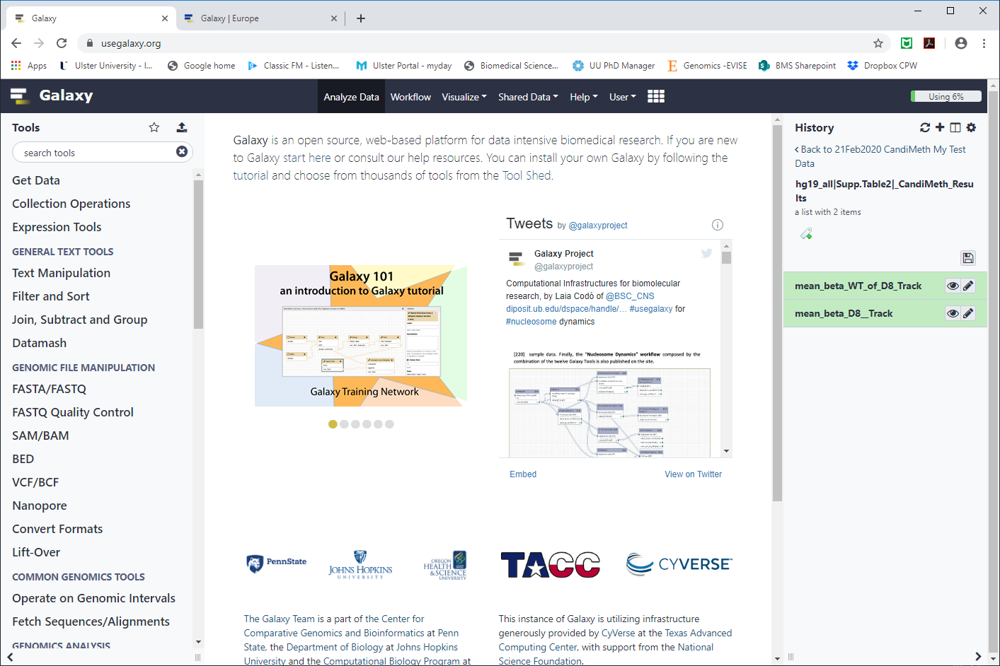 Galaxy
Galaxy | Europe
usegalaxy.org
Apps
Ulster University - I...
Google home
Classic FM - Listen...
Ulster Portal - myday
Biomedical Science...
UU PhD Manager
Genomics -EVISE
BMS Sharepoint
Dropbox CPW
Galaxy
Analyze Data
Workflow
Visualize
Shared Data
Help
User
Using 6%
Tools
search tools
Get Data
Collection Operations
Expression Tools
GENERAL TEXT TOOLS
Text Manipulation
Filter and Sort
Join, Subtract and Group
Datamash
GENOMIC FILE MANIPULATION
FASTA/FASTQ
FASTQ Quality Control
SAM/BAM
BED
VCF/BCF
Nanopore
Convert Formats
Lift-Over
COMMON GENOMICS TOOLS
Operate on Genomic Intervals
Fetch Sequences/Alignments
GENOMICS ANALYSIS
Galaxy is an open source, web-based platform for data intensive biomedical research. If you are new
to Galaxy start here or consult our help resources. You can install your own Galaxy by following the
tutorial and choose from thousands of tools from the Tool Shed.
Galaxy 101
an introduction to Galaxy tutorial
Galaxy Training Network
Tweets by @galaxyproject
Galaxy Project
@galaxyproject
Computational Infrastructures for biomolecular
research, by Laia Codó of @BSC_CNS
diposit.ub.edu/dspace/handle/... #usegalaxy for
#nucleosome dynamics
[220] sample data. Finally, the "Nucleosome Dynamics" workflow composed by the
combination of the twelve Galaxy Tools is also published on the site.
Embed
View on Twitter
PennState
JOHNS HOPKINS
UNIVERSITY
OREGON
HEALTH
&SCIENCE
UNIVERSITY
TACC
CYVERSE
The Galaxy Team is a part of the Center for
Comparative Genomics and Bioinformatics at Penn
State, the Department of Biology at Johns Hopkins
University and the Computational Biology Program at
This instance of Galaxy is utilizing infrastructure
generously provided by CyVerse at the Texas Advanced
Computing Center, with support from the National
Science Foundation.
History
Back to 21Feb2020 CandiMeth My Test
Data
hg19_all|Supp.Table2|_CandiMeth_Resu
lts
a list with 2 items
mean_beta_WT_of_D8_Track
mean_beta_D8__Track